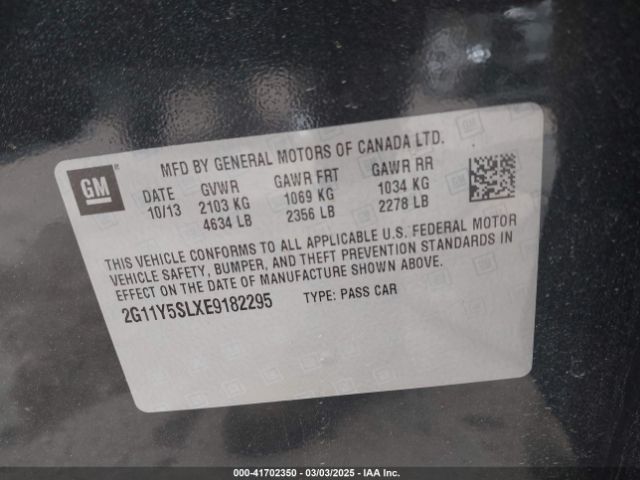 GM
MFD BY GENERAL MOTORS OF CANADA LTD.
DATE GVWR GAWR FRT GAWR RR
10/13 2103 KG 1069 KG 1034 KG
4634 LB 2356 LB 2278 LB
THIS VEHICLE CONFORMS TO ALL APPLICABLE U.S. FEDERAL MOTOR
VEHICLE SAFETY, BUMPER, AND THEFT PREVENTION STANDARDS IN
EFFECT ON THE DATE OF MANUFACTURE SHOWN ABOVE.
2G11Y5SLXE9182295 TYPE: PASS CAR
000-41702350 | 03/03/2025 - IAA Inc.